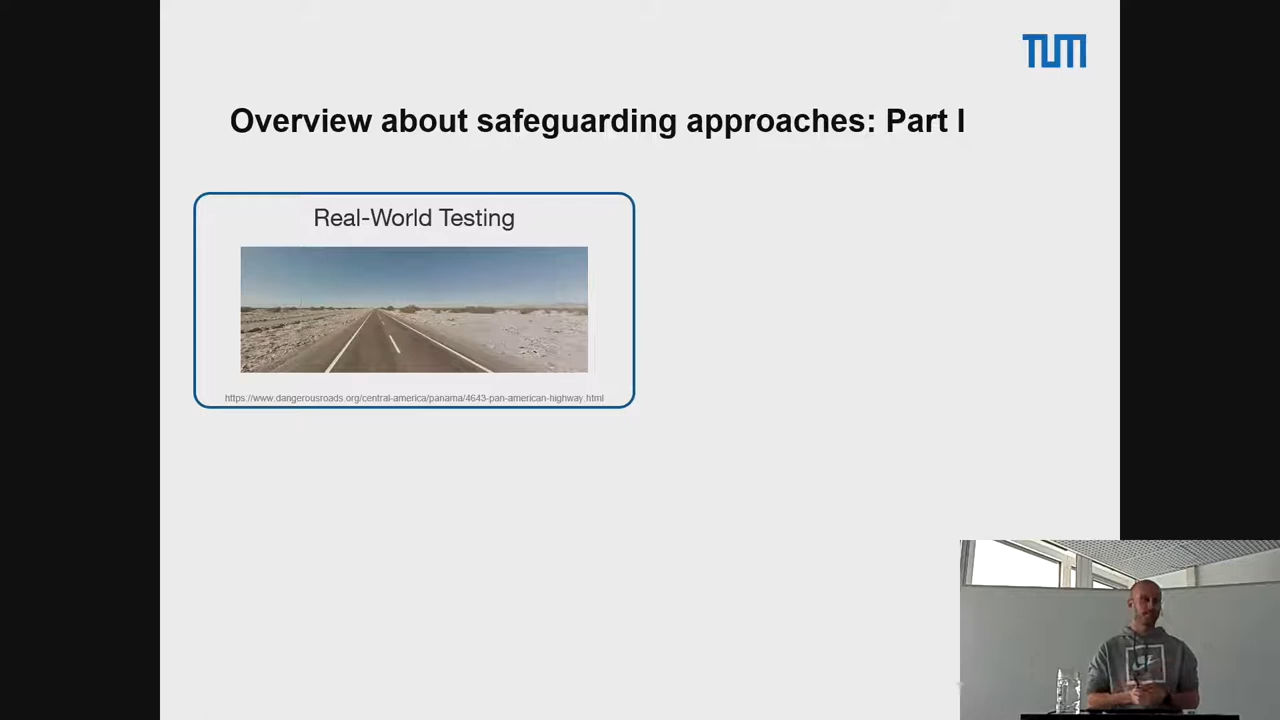 TUM
Overview about safeguarding approaches: Part I
Real-World Testing
https://www.dangerousroads.org/central-america/panama/4643-pan-american-highway.html